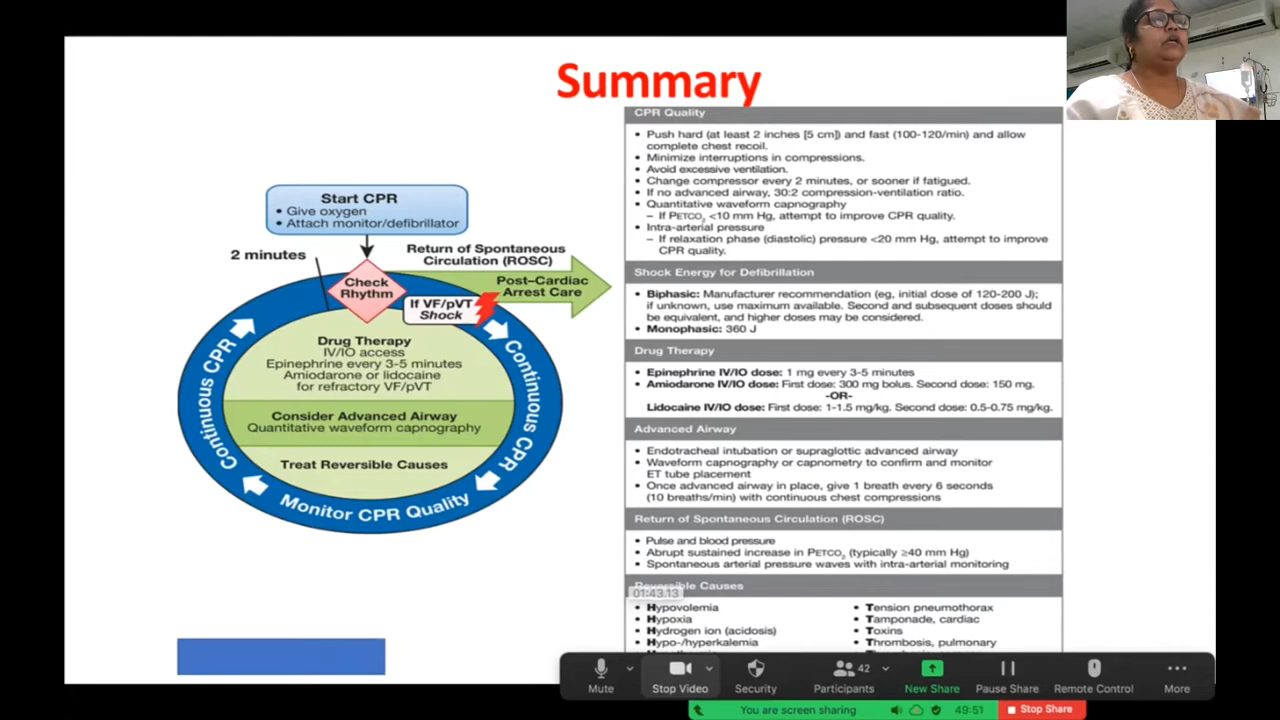 Summary
Start CPR
• Give oxygen
• Attach monitor/defibrillator
2 minutes
Return of Spontaneous
Circulation (ROSC)
Check
Rhythm
Post–Cardiac
Arrest Care
If VF/pVT
Shock
Drug Therapy
IV/IO access
Epinephrine every 3-5 minutes
Amiodarone or lidocaine
for refractory VF/pVT
Consider Advanced Airway
Quantitative waveform capnography
Treat Reversible Causes
Continuous CPR
Continuous CPR
Monitor CPR Quality
CPR Quality
• Push hard (at least 2 inches [5 cm]) and fast (100-120/min) and allow
complete chest recoil.
• Minimize interruptions in compressions.
• Avoid excessive ventilation.
• Change compressor every 2 minutes, or sooner if fatigued.
• If no advanced airway, 30:2 compression-ventilation ratio.
• Quantitative waveform capnography
– If PETCO₂ <10 mm Hg, attempt to improve CPR quality.
• Intra-arterial pressure
– If relaxation phase (diastolic) pressure <20 mm Hg, attempt to improve
CPR quality.
Shock Energy for Defibrillation
• Biphasic: Manufacturer recommendation (eg, initial dose of 120-200 J);
if unknown, use maximum available. Second and subsequent doses should
be equivalent, and higher doses may be considered.
• Monophasic: 360 J
Drug Therapy
• Epinephrine IV/IO dose: 1 mg every 3-5 minutes
• Amiodarone IV/IO dose: First dose: 300 mg bolus. Second dose: 150 mg.
-OR-
Lidocaine IV/IO dose: First dose: 1-1.5 mg/kg. Second dose: 0.5-0.75 mg/kg.
Advanced Airway
• Endotracheal intubation or supraglottic advanced airway
• Waveform capnography or capnometry to confirm and monitor
ET tube placement
• Once advanced airway in place, give 1 breath every 6 seconds
(10 breaths/min) with continuous chest compressions
Return of Spontaneous Circulation (ROSC)
• Pulse and blood pressure
• Abrupt sustained increase in PETCO₂ (typically ≥40 mm Hg)
• Spontaneous arterial pressure waves with intra-arterial monitoring
Reversible Causes
01:43.13
• Hypovolemia
• Hypoxia
• Hydrogen ion (acidosis)
• Hypo-/hyperkalemia
• Tension pneumothorax
• Tamponade, cardiac
• Toxins
• Thrombosis, pulmonary
Mute
Stop Video
Security
42
Participants
New Share
Pause Share
Remote Control
More
You are screen sharing
49:51
Stop Share